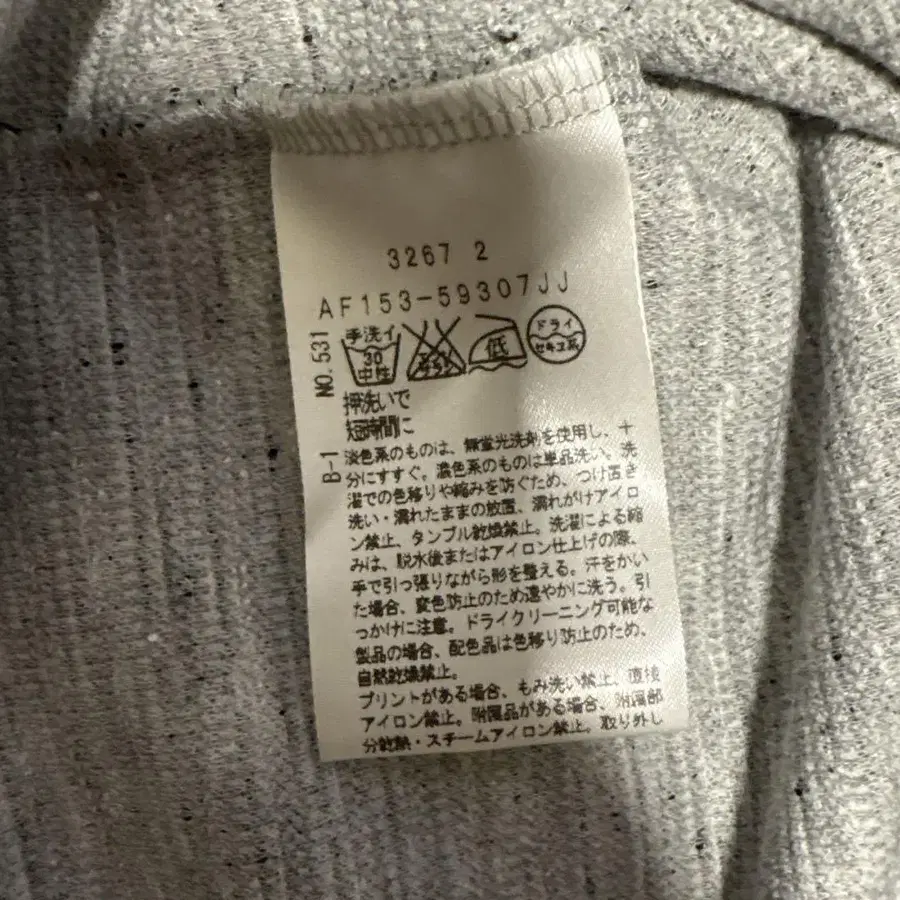 3267 2
AF153-59307JJ
NO.531
手洗イ
30
中性
エンソ
サラシ
低
ドライ
セキユ系
押洗いで
短時間に
B-1
淡色系のものは、無蛍光洗剤を使用し、十
分にすすぐ。濃色系のものは単品洗い。洗
濯での色移りや縮みを防ぐため、つけ置き
洗い・濡れたままの放置、濡れがけアイロ
ン禁止、タンブル乾燥禁止。洗濯による縮
みは、脱水後またはアイロン仕上げの際、
手で引っ張りながら形を整える。汗をかい
た場合、変色防止のため速やかに洗う。引
っかけに注意。ドライクリーニング可能な
製品の場合、配色品は色移り防止のため、
自然乾燥禁止。
プリントがある場合、もみ洗い禁止、直接
アイロン禁止。附属品がある場合、附属部
分乾熱・スチームアイロン禁止。取り外し